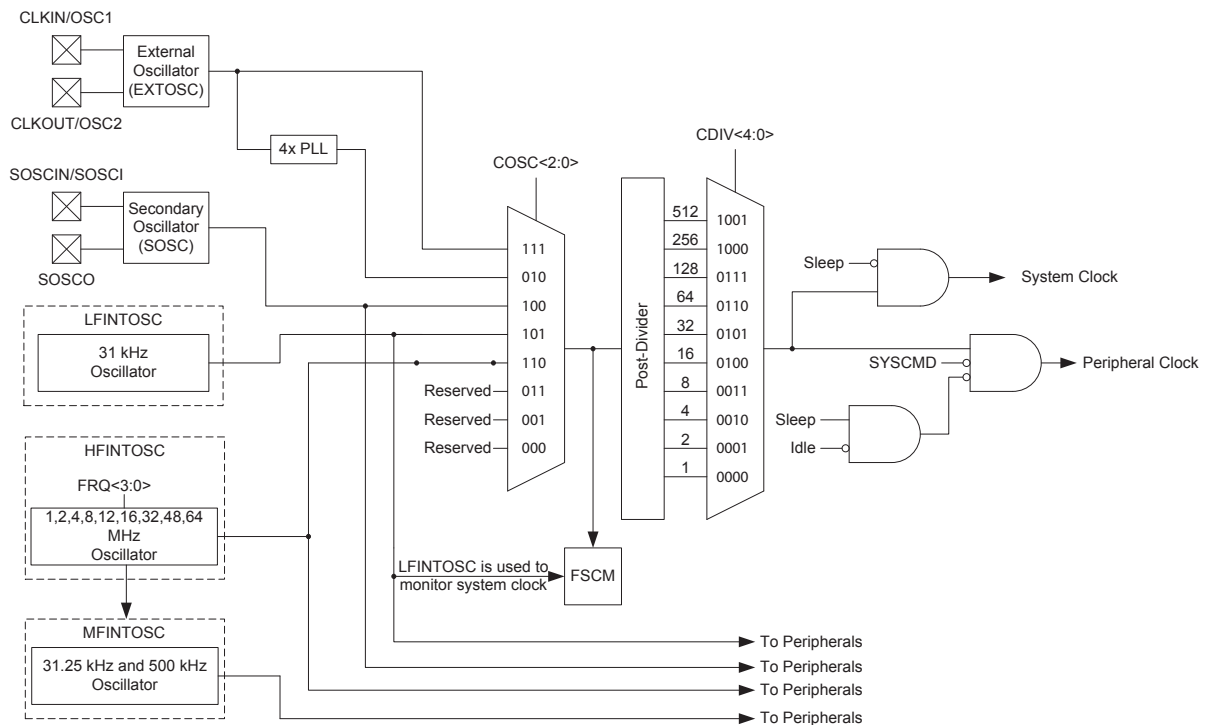 CLKIN/OSC1
External
Oscillator
(EXTOSC)
CLKOUT/OSC2
4x PLL
SOSCIN/SOSCI
Secondary
Oscillator
(SOSC)
SOSCO
LFINTOSC
31 kHz
Oscillator
HFINTOSC
FRQ<3:0>
1,2,4,8,12,16,32,48,64
MHz
Oscillator
MFINTOSC
31.25 kHz and 500 kHz
Oscillator
COSC<2:0>
111
010
100
101
110
Reserved 011
Reserved 001
Reserved 000
LFINTOSC is used to
monitor system clock
FSCM
Post-Divider
CDIV<4:0>
512 1001
256 1000
128 0111
64 0110
32 0101
16 0100
8 0011
4 0010
2 0001
1 0000
Sleep
System Clock
SYSCMD
Peripheral Clock
Sleep
Idle
To Peripherals
To Peripherals
To Peripherals
To Peripherals